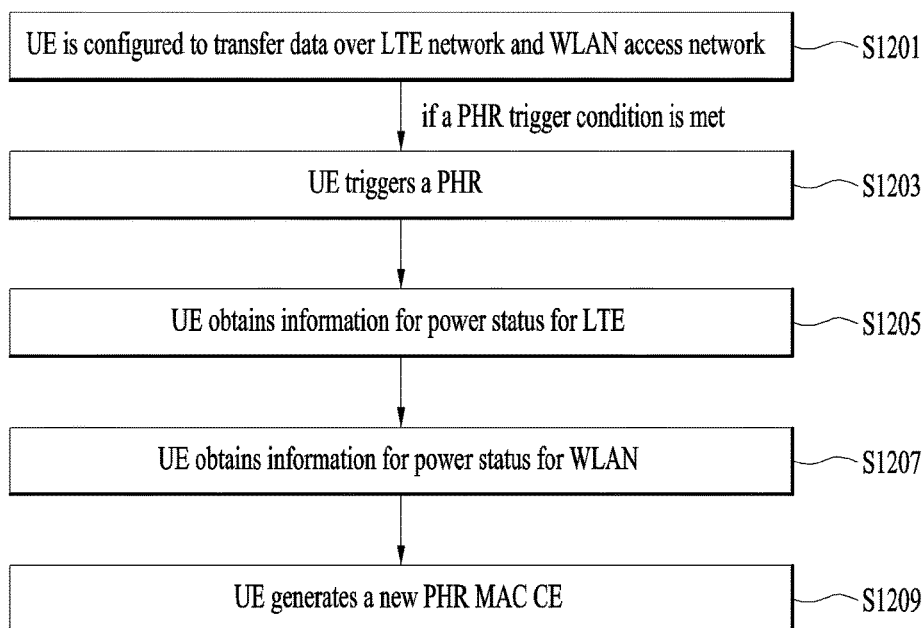 UE is configured to transfer data over LTE network and WLAN access network
S1201
if a PHR trigger condition is met
UE triggers a PHR
S1203
UE obtains information for power status for LTE
S1205
UE obtains information for power status for WLAN
S1207
UE generates a new PHR MAC CE
S1209